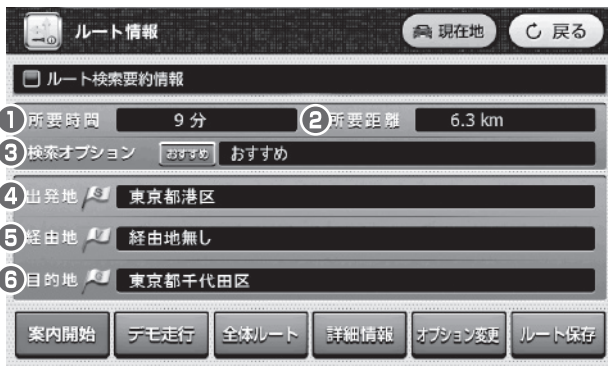 ルート情報 現在地 戻る
ルート検索要約情報
1 所要時間 9 分 2 所要距離 6.3 km
3 検索オプション おすすめ おすすめ
4 出発地 S 東京都港区
5 経由地 経由地無し
6 目的地 G 東京都千代田区
案内開始 デモ走行 全体ルート 詳細情報 オプション変更 ルート保存